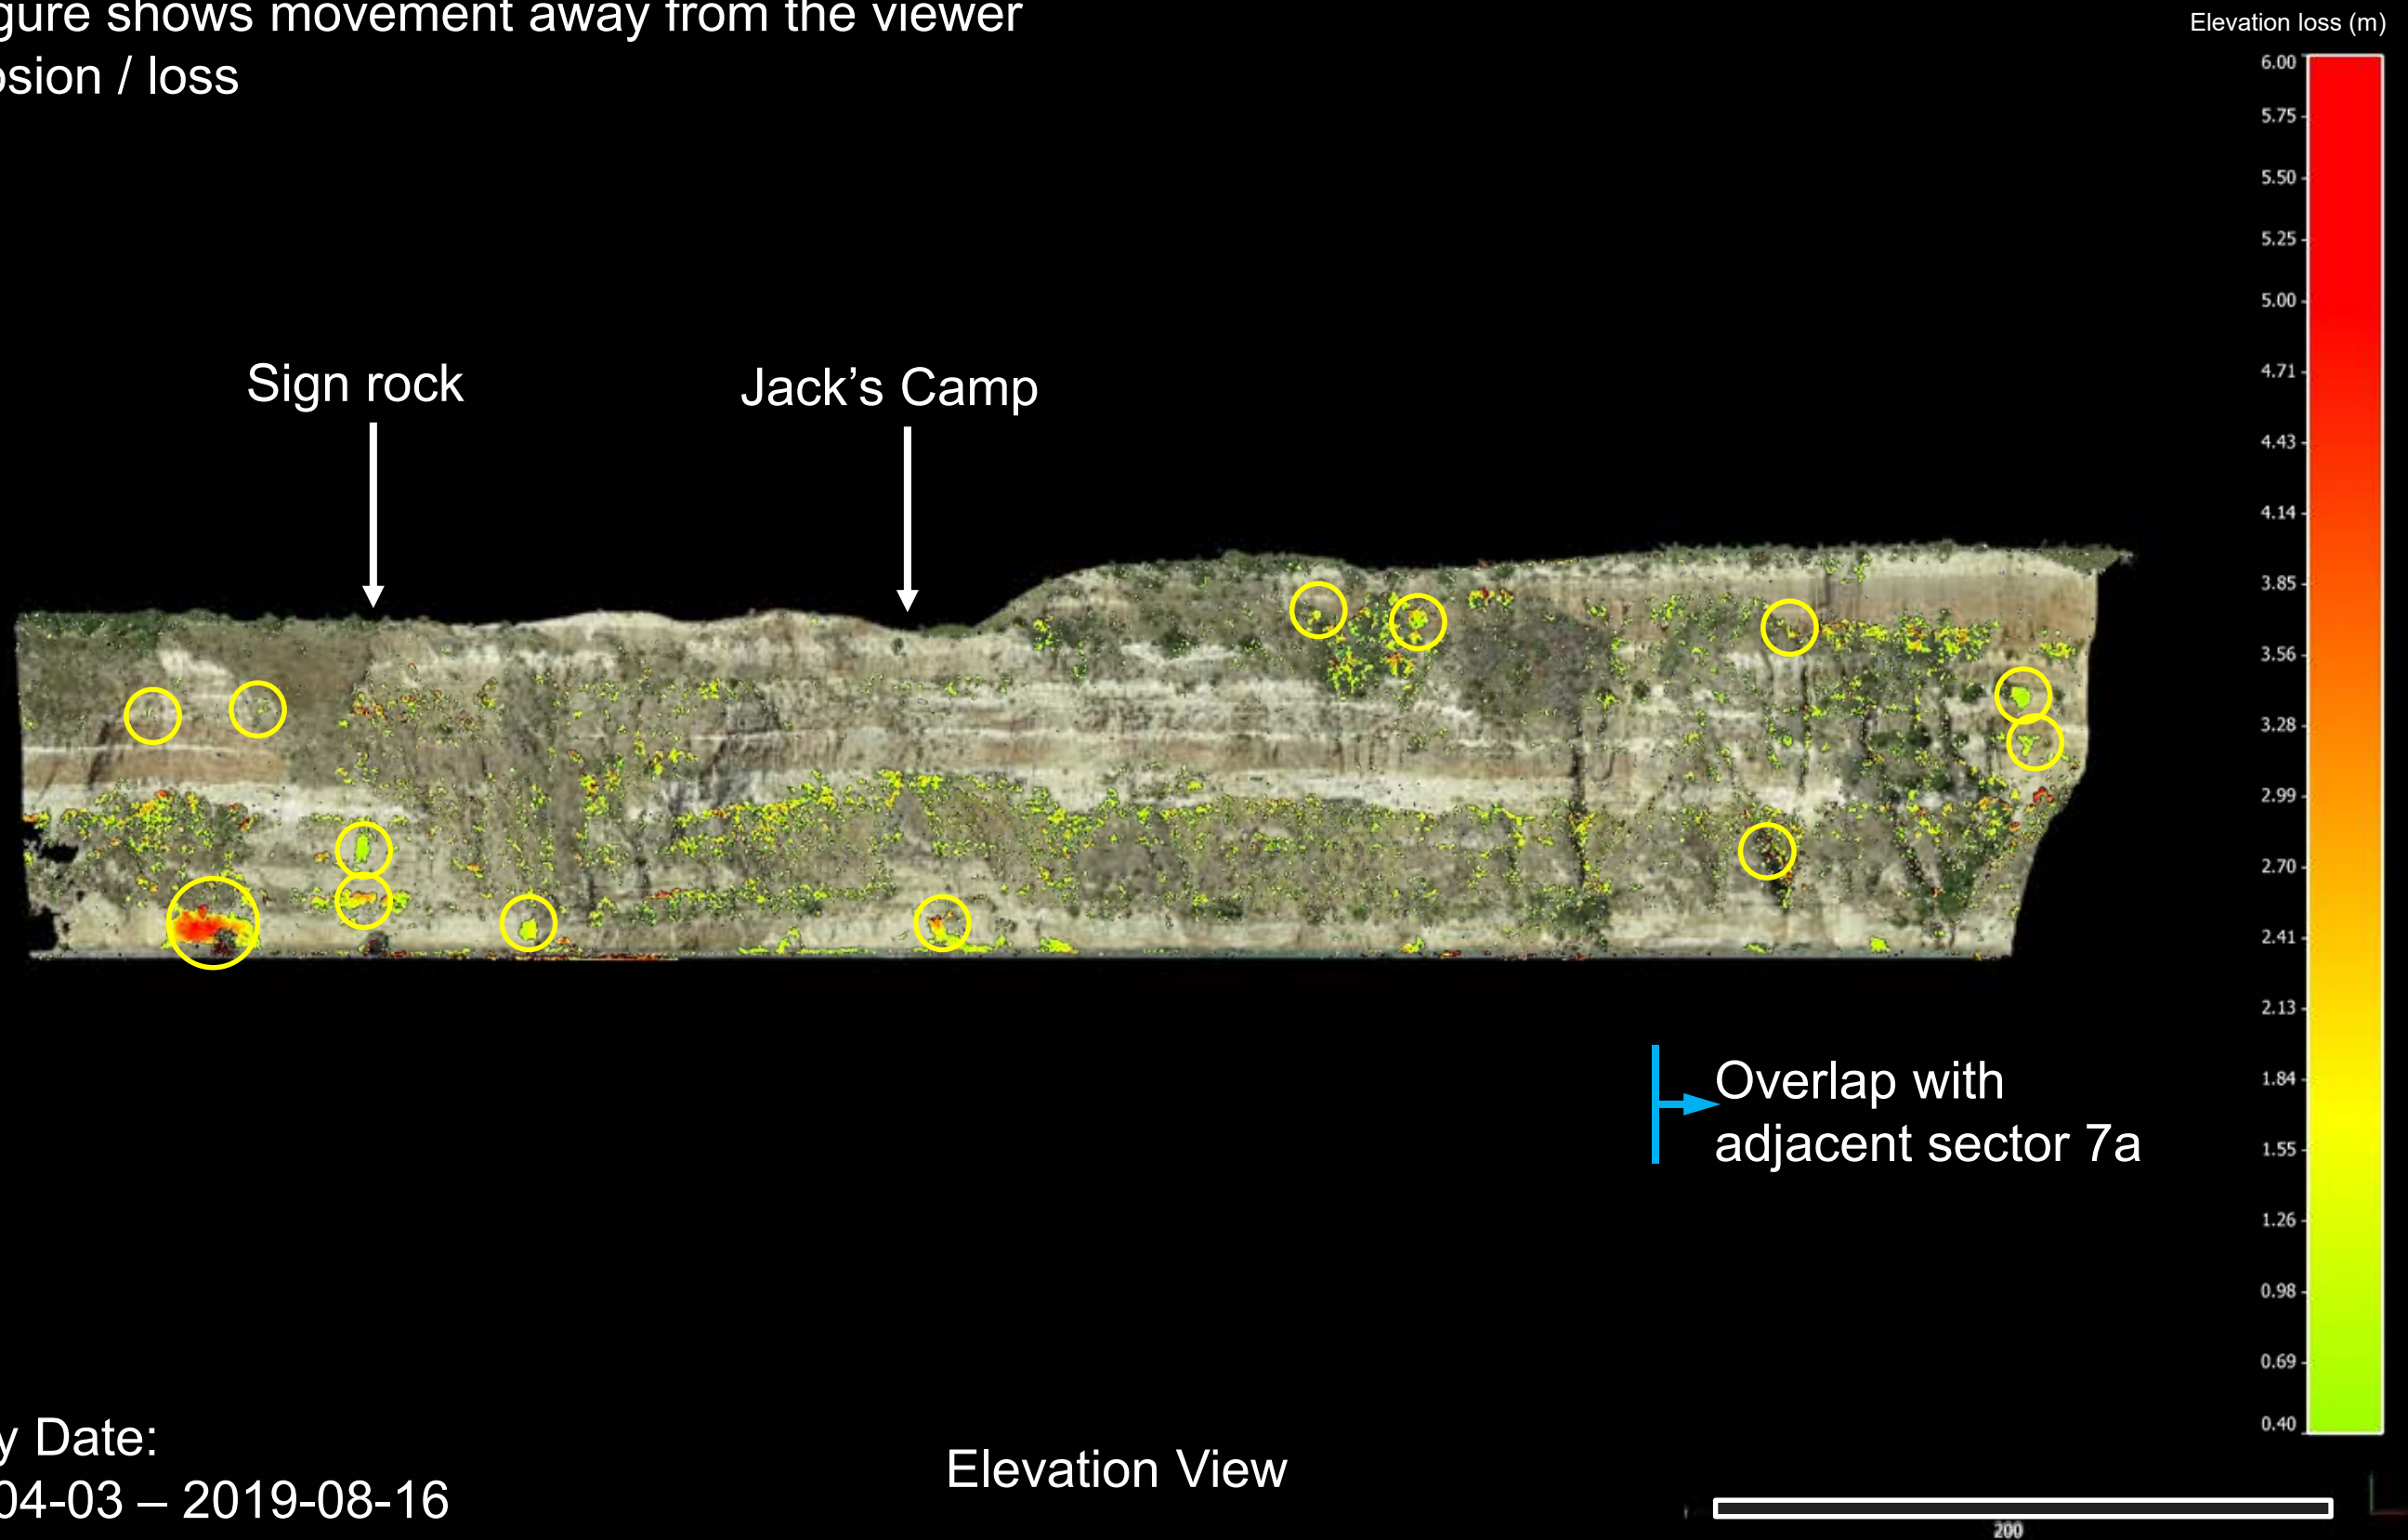 gure shows movement away from the viewer
osion / loss
Elevation loss (m)
6.00
5.75
5.50
5.25
5.00
4.71
4.43
4.14
3.85
3.56
3.28
2.99
2.70
2.41
2.13
1.84
1.55
1.26
0.98
0.69
0.40
Sign rock
Jack’s Camp
Overlap with
adjacent sector 7a
y Date:
04-03 – 2019-08-16
Elevation View
200